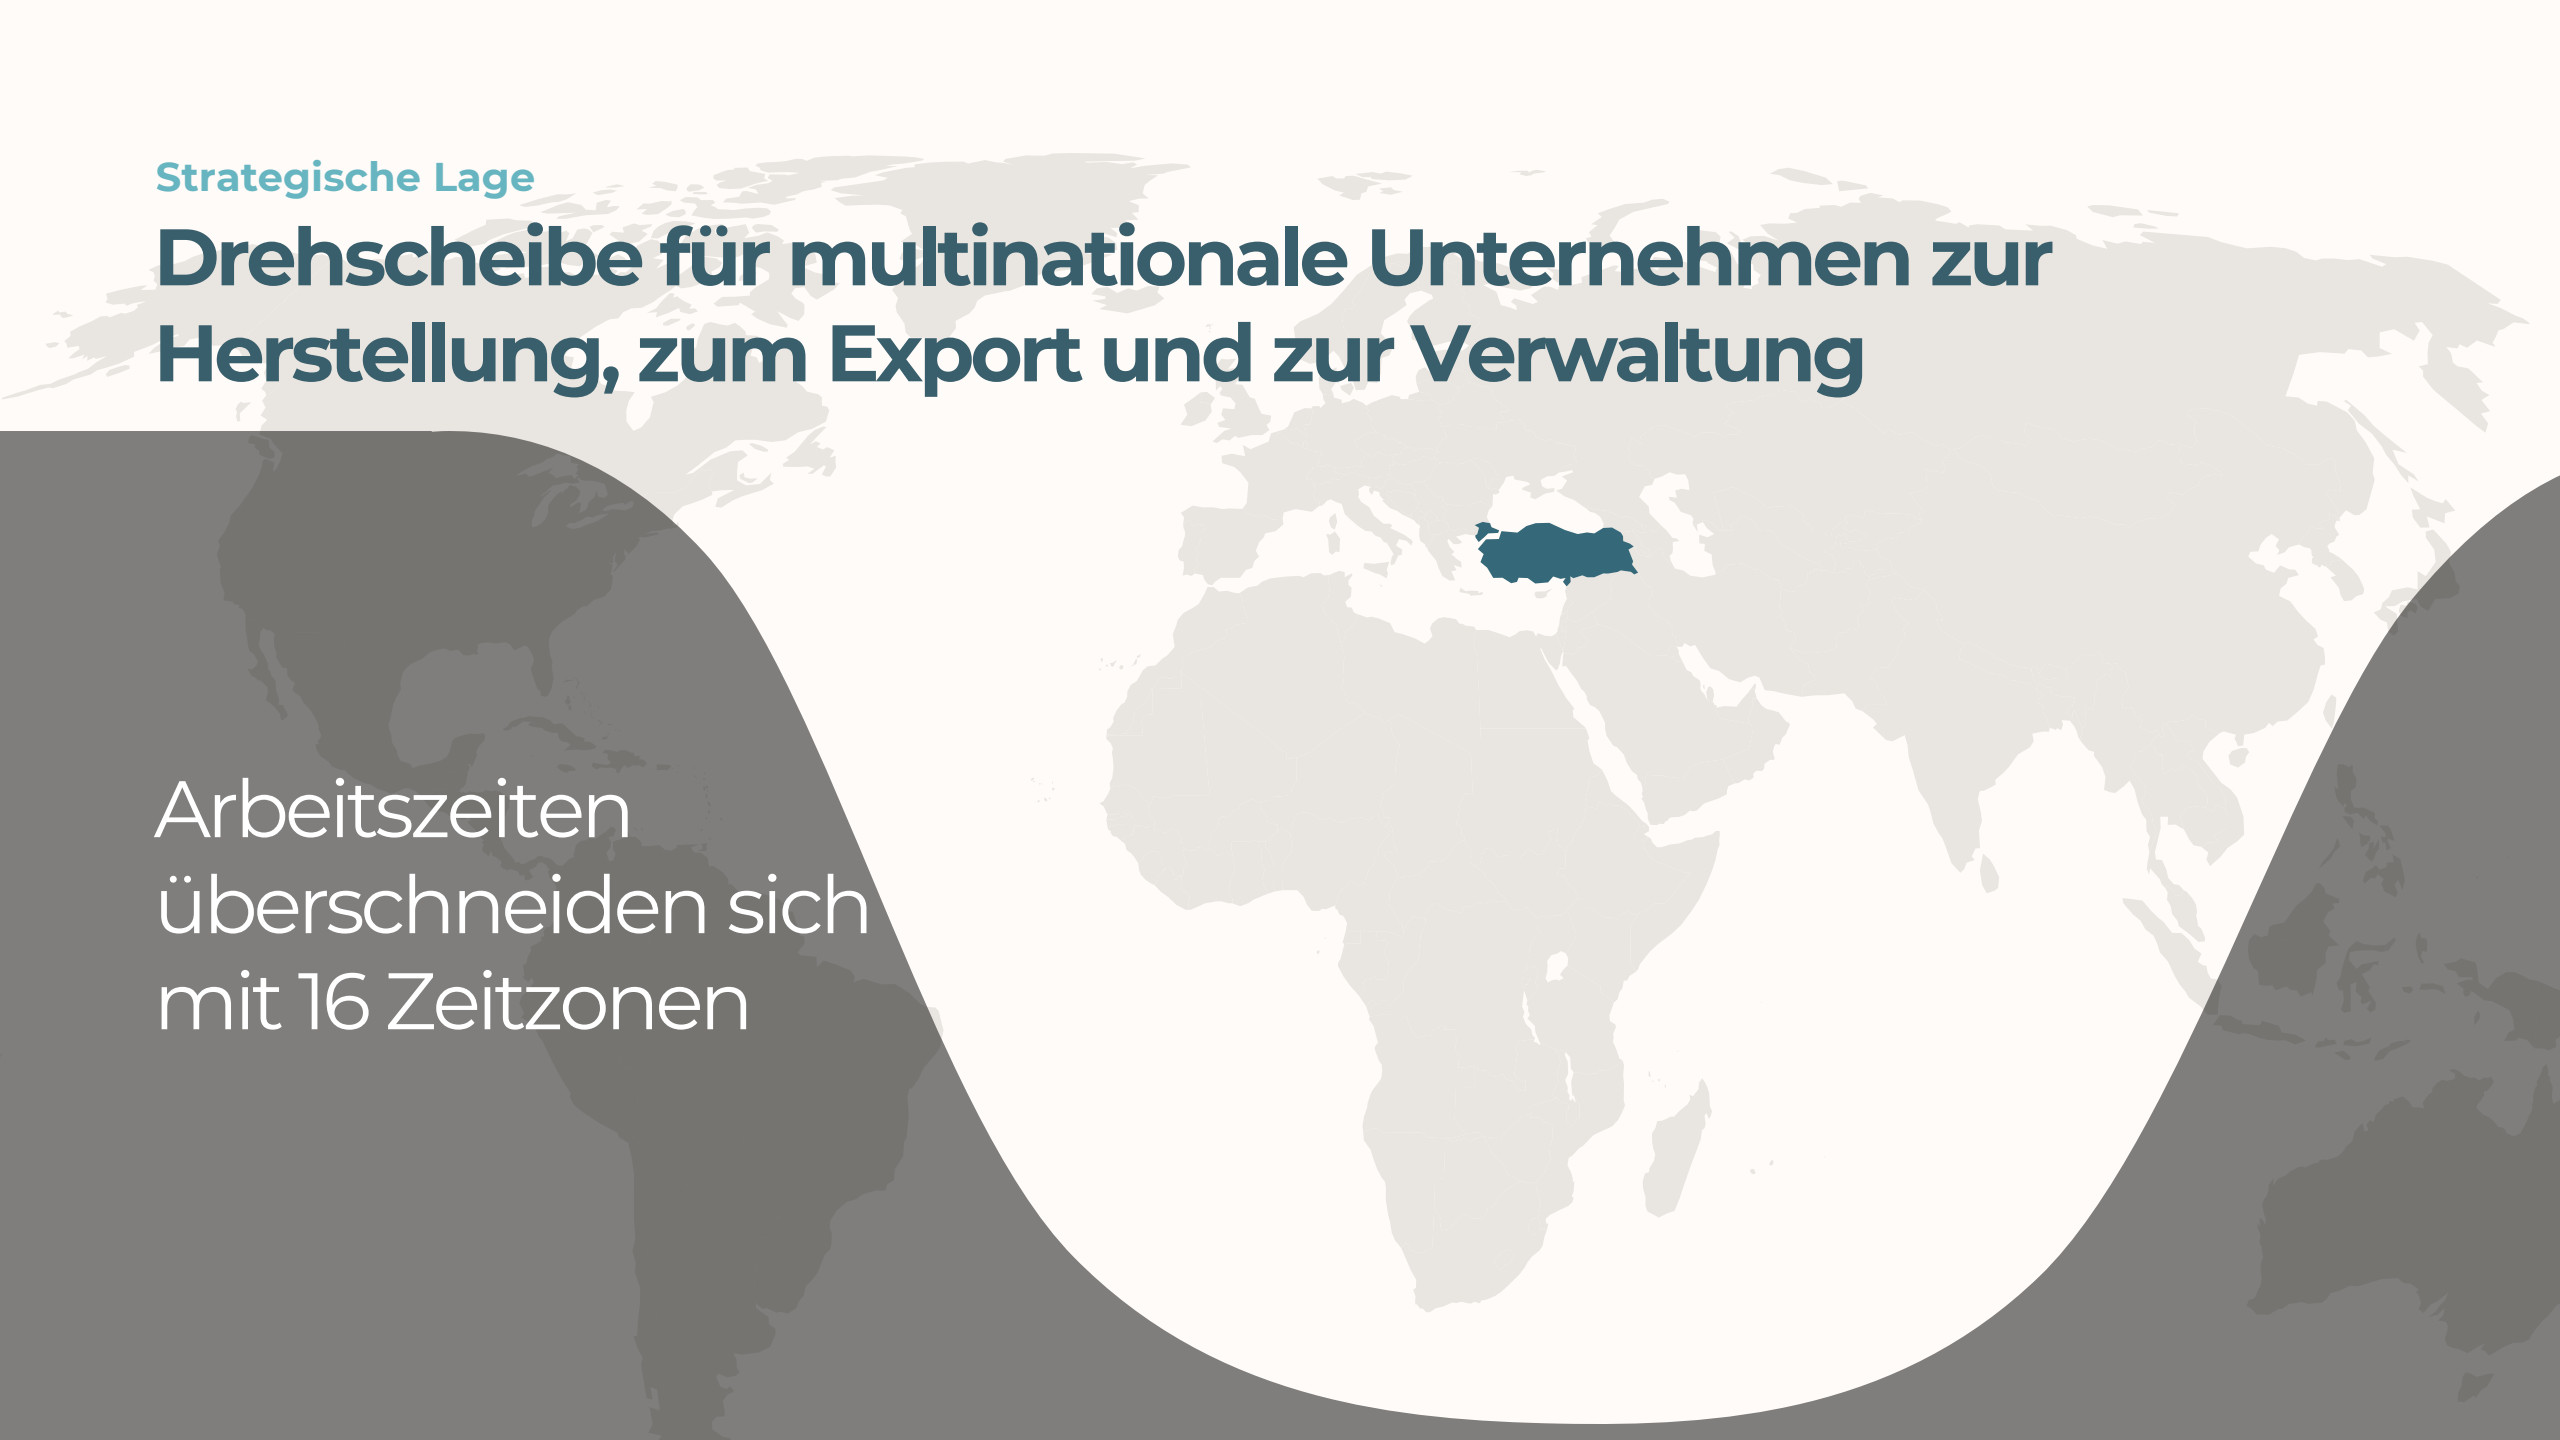 Strategische Lage
Drehscheibe für multinationale Unternehmen zur
Herstellung, zum Export und zur Verwaltung
Arbeitszeiten
überschneiden sich
mit 16 Zeitzonen